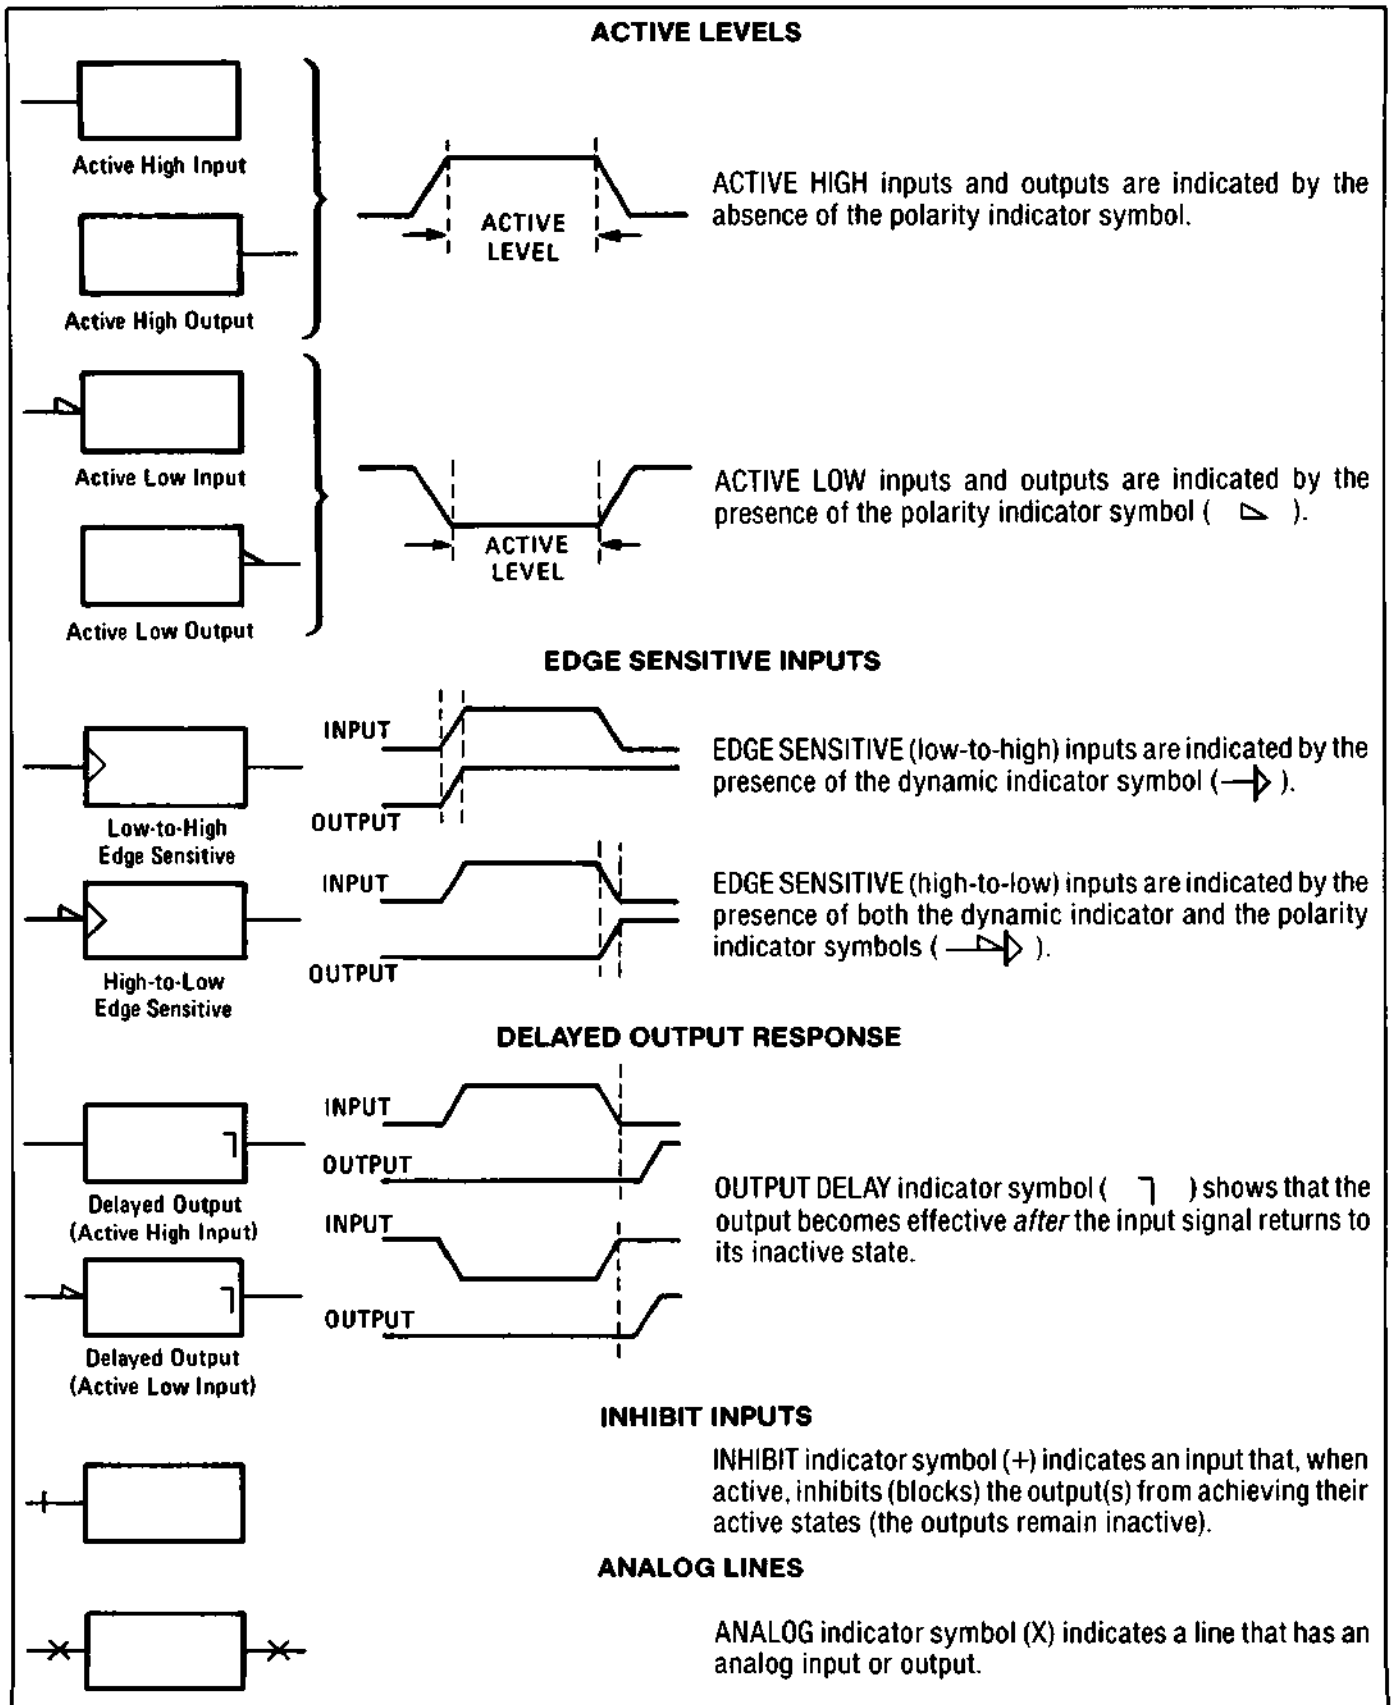 ACTIVE LEVELS
Active High Input
Active High Output
ACTIVE
LEVEL
ACTIVE HIGH inputs and outputs are indicated by the
absence of the polarity indicator symbol.
Active Low Input
Active Low Output
ACTIVE
LEVEL
ACTIVE LOW inputs and outputs are indicated by the
presence of the polarity indicator symbol ( ).
EDGE SENSITIVE INPUTS
Low-to-High
Edge Sensitive
INPUT
OUTPUT
EDGE SENSITIVE (low-to-high) inputs are indicated by the
presence of the dynamic indicator symbol ( ).
High-to-Low
Edge Sensitive
INPUT
OUTPUT
EDGE SENSITIVE (high-to-low) inputs are indicated by the
presence of both the dynamic indicator and the polarity
indicator symbols ( ).
DELAYED OUTPUT RESPONSE
Delayed Output
(Active High Input)
INPUT
OUTPUT
Delayed Output
(Active Low Input)
INPUT
OUTPUT
OUTPUT DELAY indicator symbol ( ┐ ) shows that the
output becomes effective after the input signal returns to
its inactive state.
INHIBIT INPUTS
INHIBIT indicator symbol (+) indicates an input that, when
active, inhibits (blocks) the output(s) from achieving their
active states (the outputs remain inactive).
ANALOG LINES
ANALOG indicator symbol (X) indicates a line that has an
analog input or output.